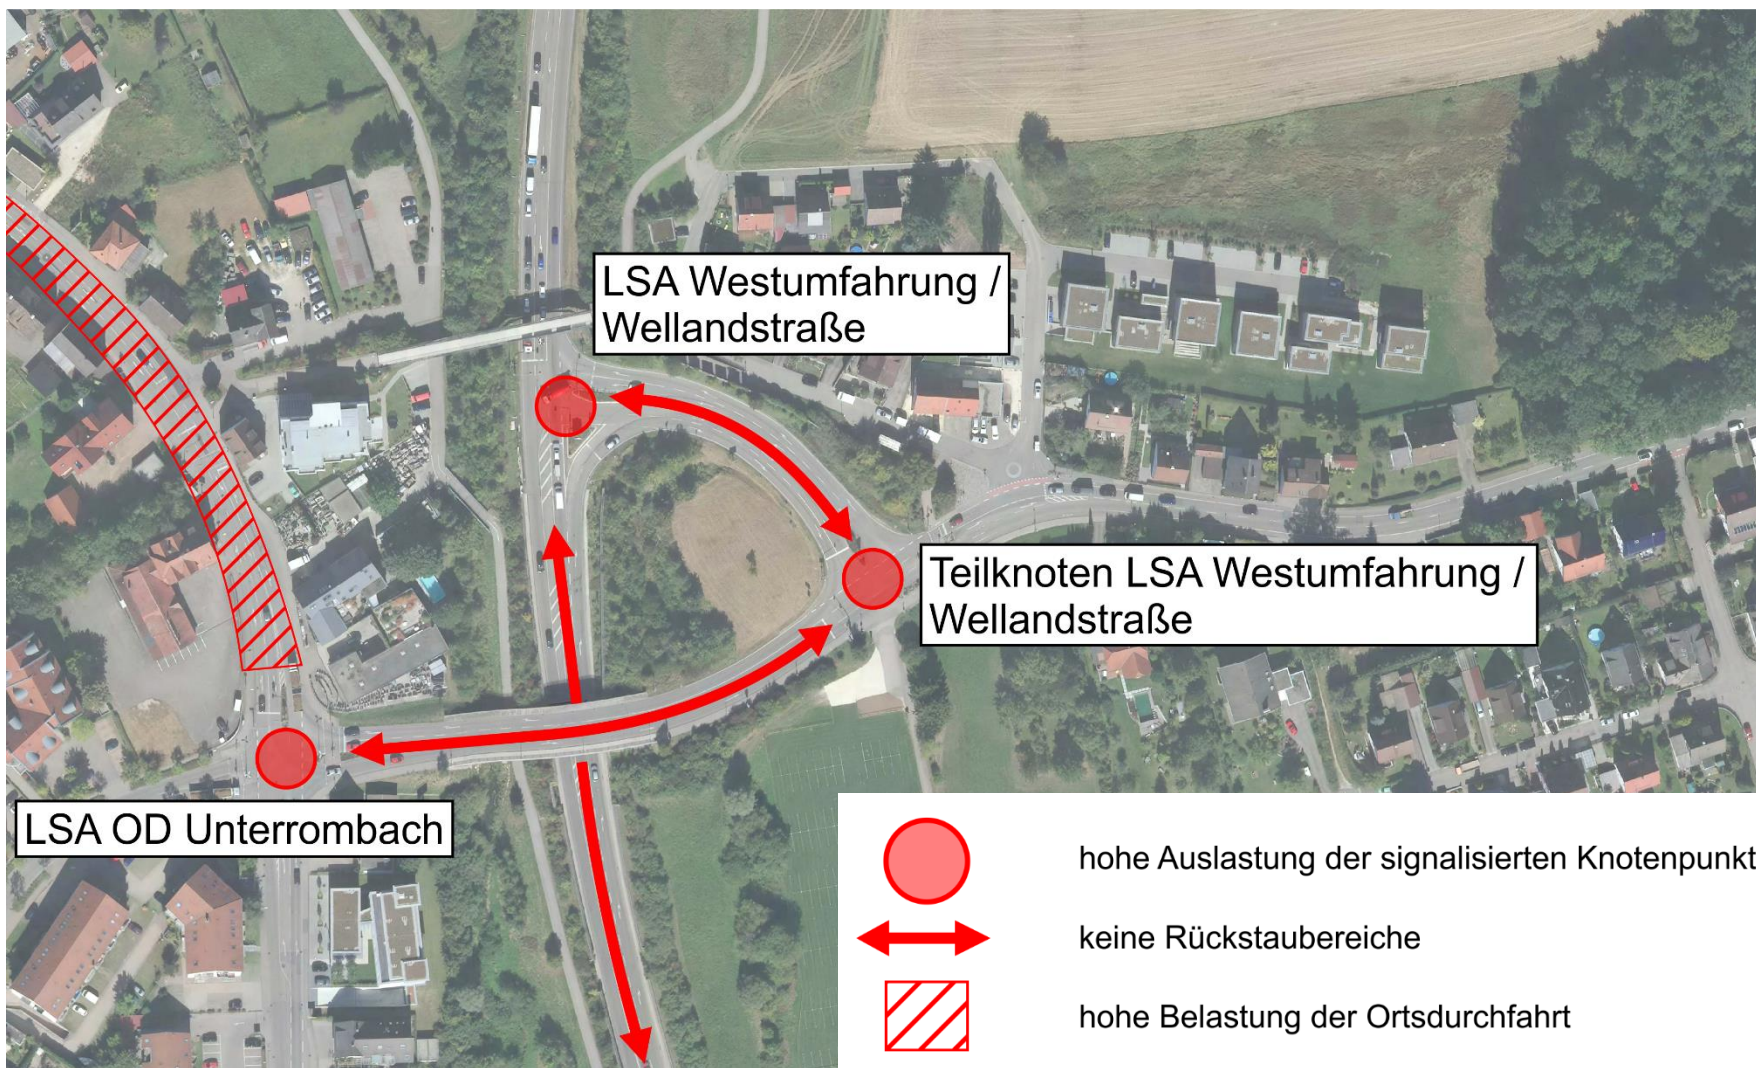 LSA Westumfahrung /
Wellandstraße
Teilknoten LSA Westumfahrung /
Wellandstraße
LSA OD Unterrombach
hohe Auslastung der signalisierten Knotenpunkt
keine Rückstaubereiche
hohe Belastung der Ortsdurchfahrt